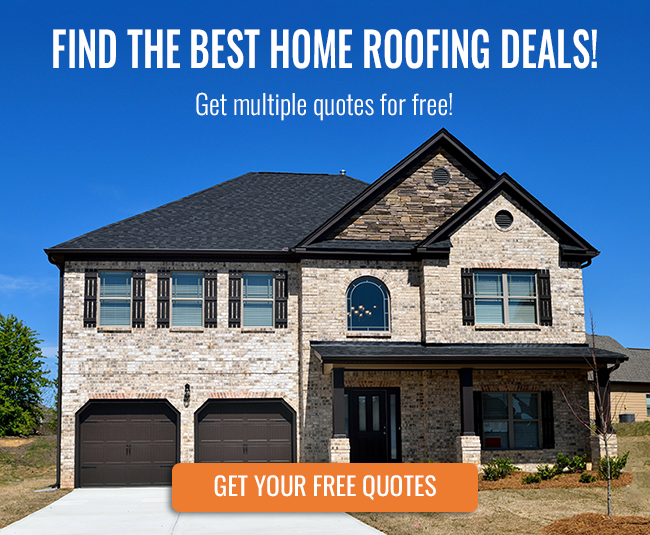 FIND THE BEST HOME ROOFING DEALS!
Get multiple quotes for free!
GET YOUR FREE QUOTES